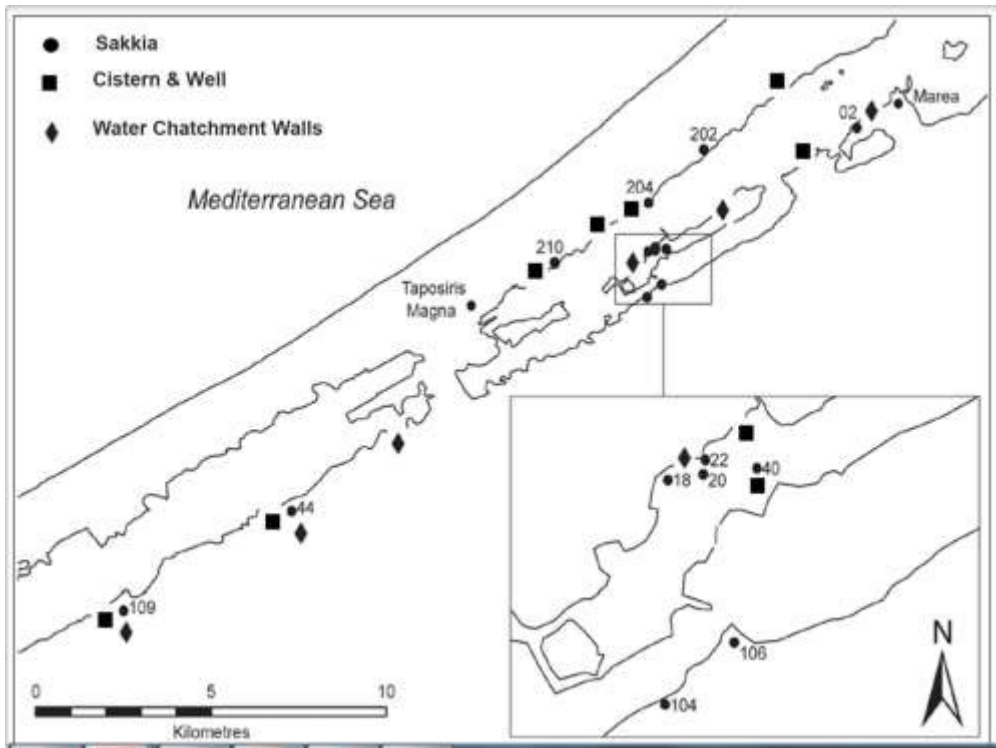 Sakkia
Cistern & Well
Water Chatchment Walls
Mediterranean Sea
Marea
02
202
204
210
Taposiris
Magna
44
109
22
40
18
20
106
104
N
0 5 10
Kilometres